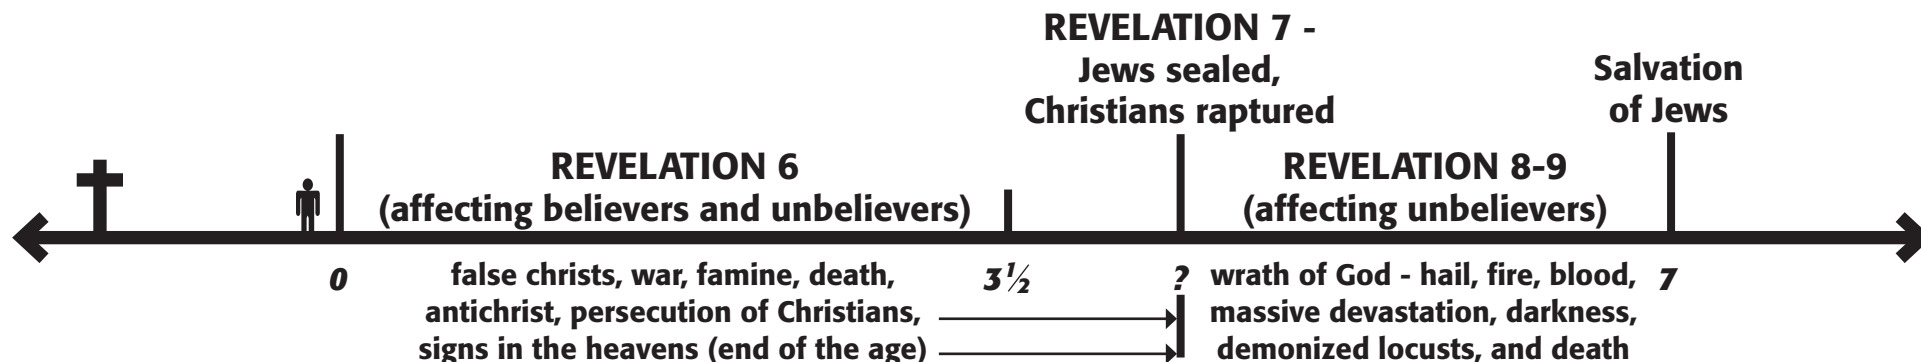 REVELATION 7 -
Jews sealed,
Christians raptured
Salvation
of Jews
REVELATION 6
(affecting believers and unbelievers)
REVELATION 8-9
(affecting unbelievers)
0
false christs, war, famine, death,
antichrist, persecution of Christians,
signs in the heavens (end of the age)
3½
?
wrath of God - hail, fire, blood,
massive devastation, darkness,
demonized locusts, and death
7